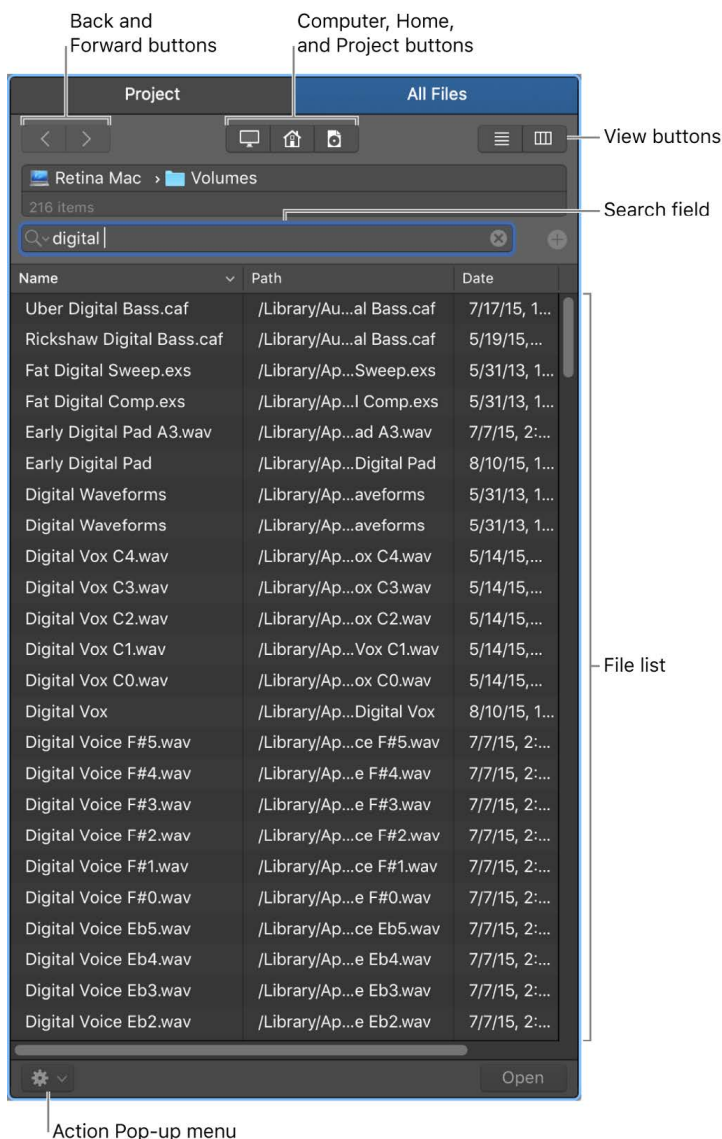 Back and
Forward buttons
Computer, Home,
and Project buttons
Project
All Files
View buttons
Retina Mac › Volumes
216 items
Search field
digital
Name Path Date
Uber Digital Bass.caf /Library/Au...al Bass.caf 7/17/15, 1...
Rickshaw Digital Bass.caf /Library/Au...al Bass.caf 5/19/15,...
Fat Digital Sweep.exs /Library/Ap...Sweep.exs 5/31/13, 1...
Fat Digital Comp.exs /Library/Ap...l Comp.exs 5/31/13, 1...
Early Digital Pad A3.wav /Library/Ap...ad A3.wav 7/7/15, 2:...
Early Digital Pad /Library/Ap...Digital Pad 8/10/15, 1...
Digital Waveforms /Library/Ap...aveforms 5/31/13, 1...
Digital Waveforms /Library/Ap...aveforms 5/31/13, 1...
Digital Vox C4.wav /Library/Ap...ox C4.wav 5/14/15,...
Digital Vox C3.wav /Library/Ap...ox C3.wav 5/14/15,...
Digital Vox C2.wav /Library/Ap...ox C2.wav 5/14/15,...
Digital Vox C1.wav /Library/Ap...Vox C1.wav 5/14/15,...
Digital Vox C0.wav /Library/Ap...ox C0.wav 5/14/15,...
File list
Digital Vox /Library/Ap...Digital Vox 8/10/15, 1...
Digital Voice F#5.wav /Library/Ap...ce F#5.wav 7/7/15, 2:...
Digital Voice F#4.wav /Library/Ap...e F#4.wav 7/7/15, 2:...
Digital Voice F#3.wav /Library/Ap...e F#3.wav 7/7/15, 2:...
Digital Voice F#2.wav /Library/Ap...ce F#2.wav 7/7/15, 2:...
Digital Voice F#1.wav /Library/Ap...ce F#1.wav 7/7/15, 2:...
Digital Voice F#0.wav /Library/Ap...e F#0.wav 7/7/15, 2:...
Digital Voice Eb5.wav /Library/Ap...ce Eb5.wav 7/7/15, 2:...
Digital Voice Eb4.wav /Library/Ap...e Eb4.wav 7/7/15, 2:...
Digital Voice Eb3.wav /Library/Ap...e Eb3.wav 7/7/15, 2:...
Digital Voice Eb2.wav /Library/Ap...e Eb2.wav 7/7/15, 2:...
Open
Action Pop-up menu